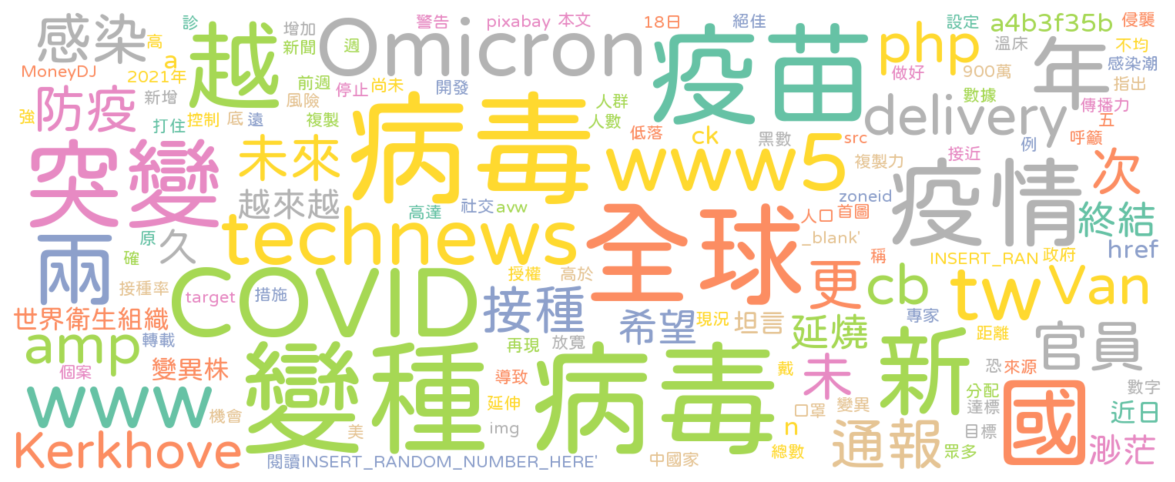 感染
診
增加
新聞
越
高
a
MoneyDJ
2021年
前週
週
停止
Omicron
警告
pixabay
本文
尚未
開發
疫苗
18日
絕佳
php
設定
a4b3f35b
侵襲
溫床
年
不均
感染潮
做好
900萬
指出
防疫
新增
強
打住
控制
底
遠
風險
複製
病毒
人群
人數
低落
ck
黑數
src
delivery
數據
傳播力
五
例
呼籲
突變
未來
www5
複製力
接近
疫情
次
越來越
高達
社交
avw
zoneid
終結
兩
原
確
久
technews
全球
人口
首圖
_blank'
更
稱
INSERT_RAN
政府
href
接種率
target
措施
COVID
授權
高於
接種
現況
希望
坦言
cb
專家
tw
Van
世界衛生組織
轉載
amp
變異株
個案
再現
放寬
延燒
距離
官員
導致
戴
未
新
恐
來源
www
機會
變種
延伸
美
img
病毒
口罩
變異
n
分配
達標
目標
國
數字
近日
Kerkhove
閱讀INSERT_RANDOM_NUMBER_HERE'
中國家
總數
通報
眾多
渺茫